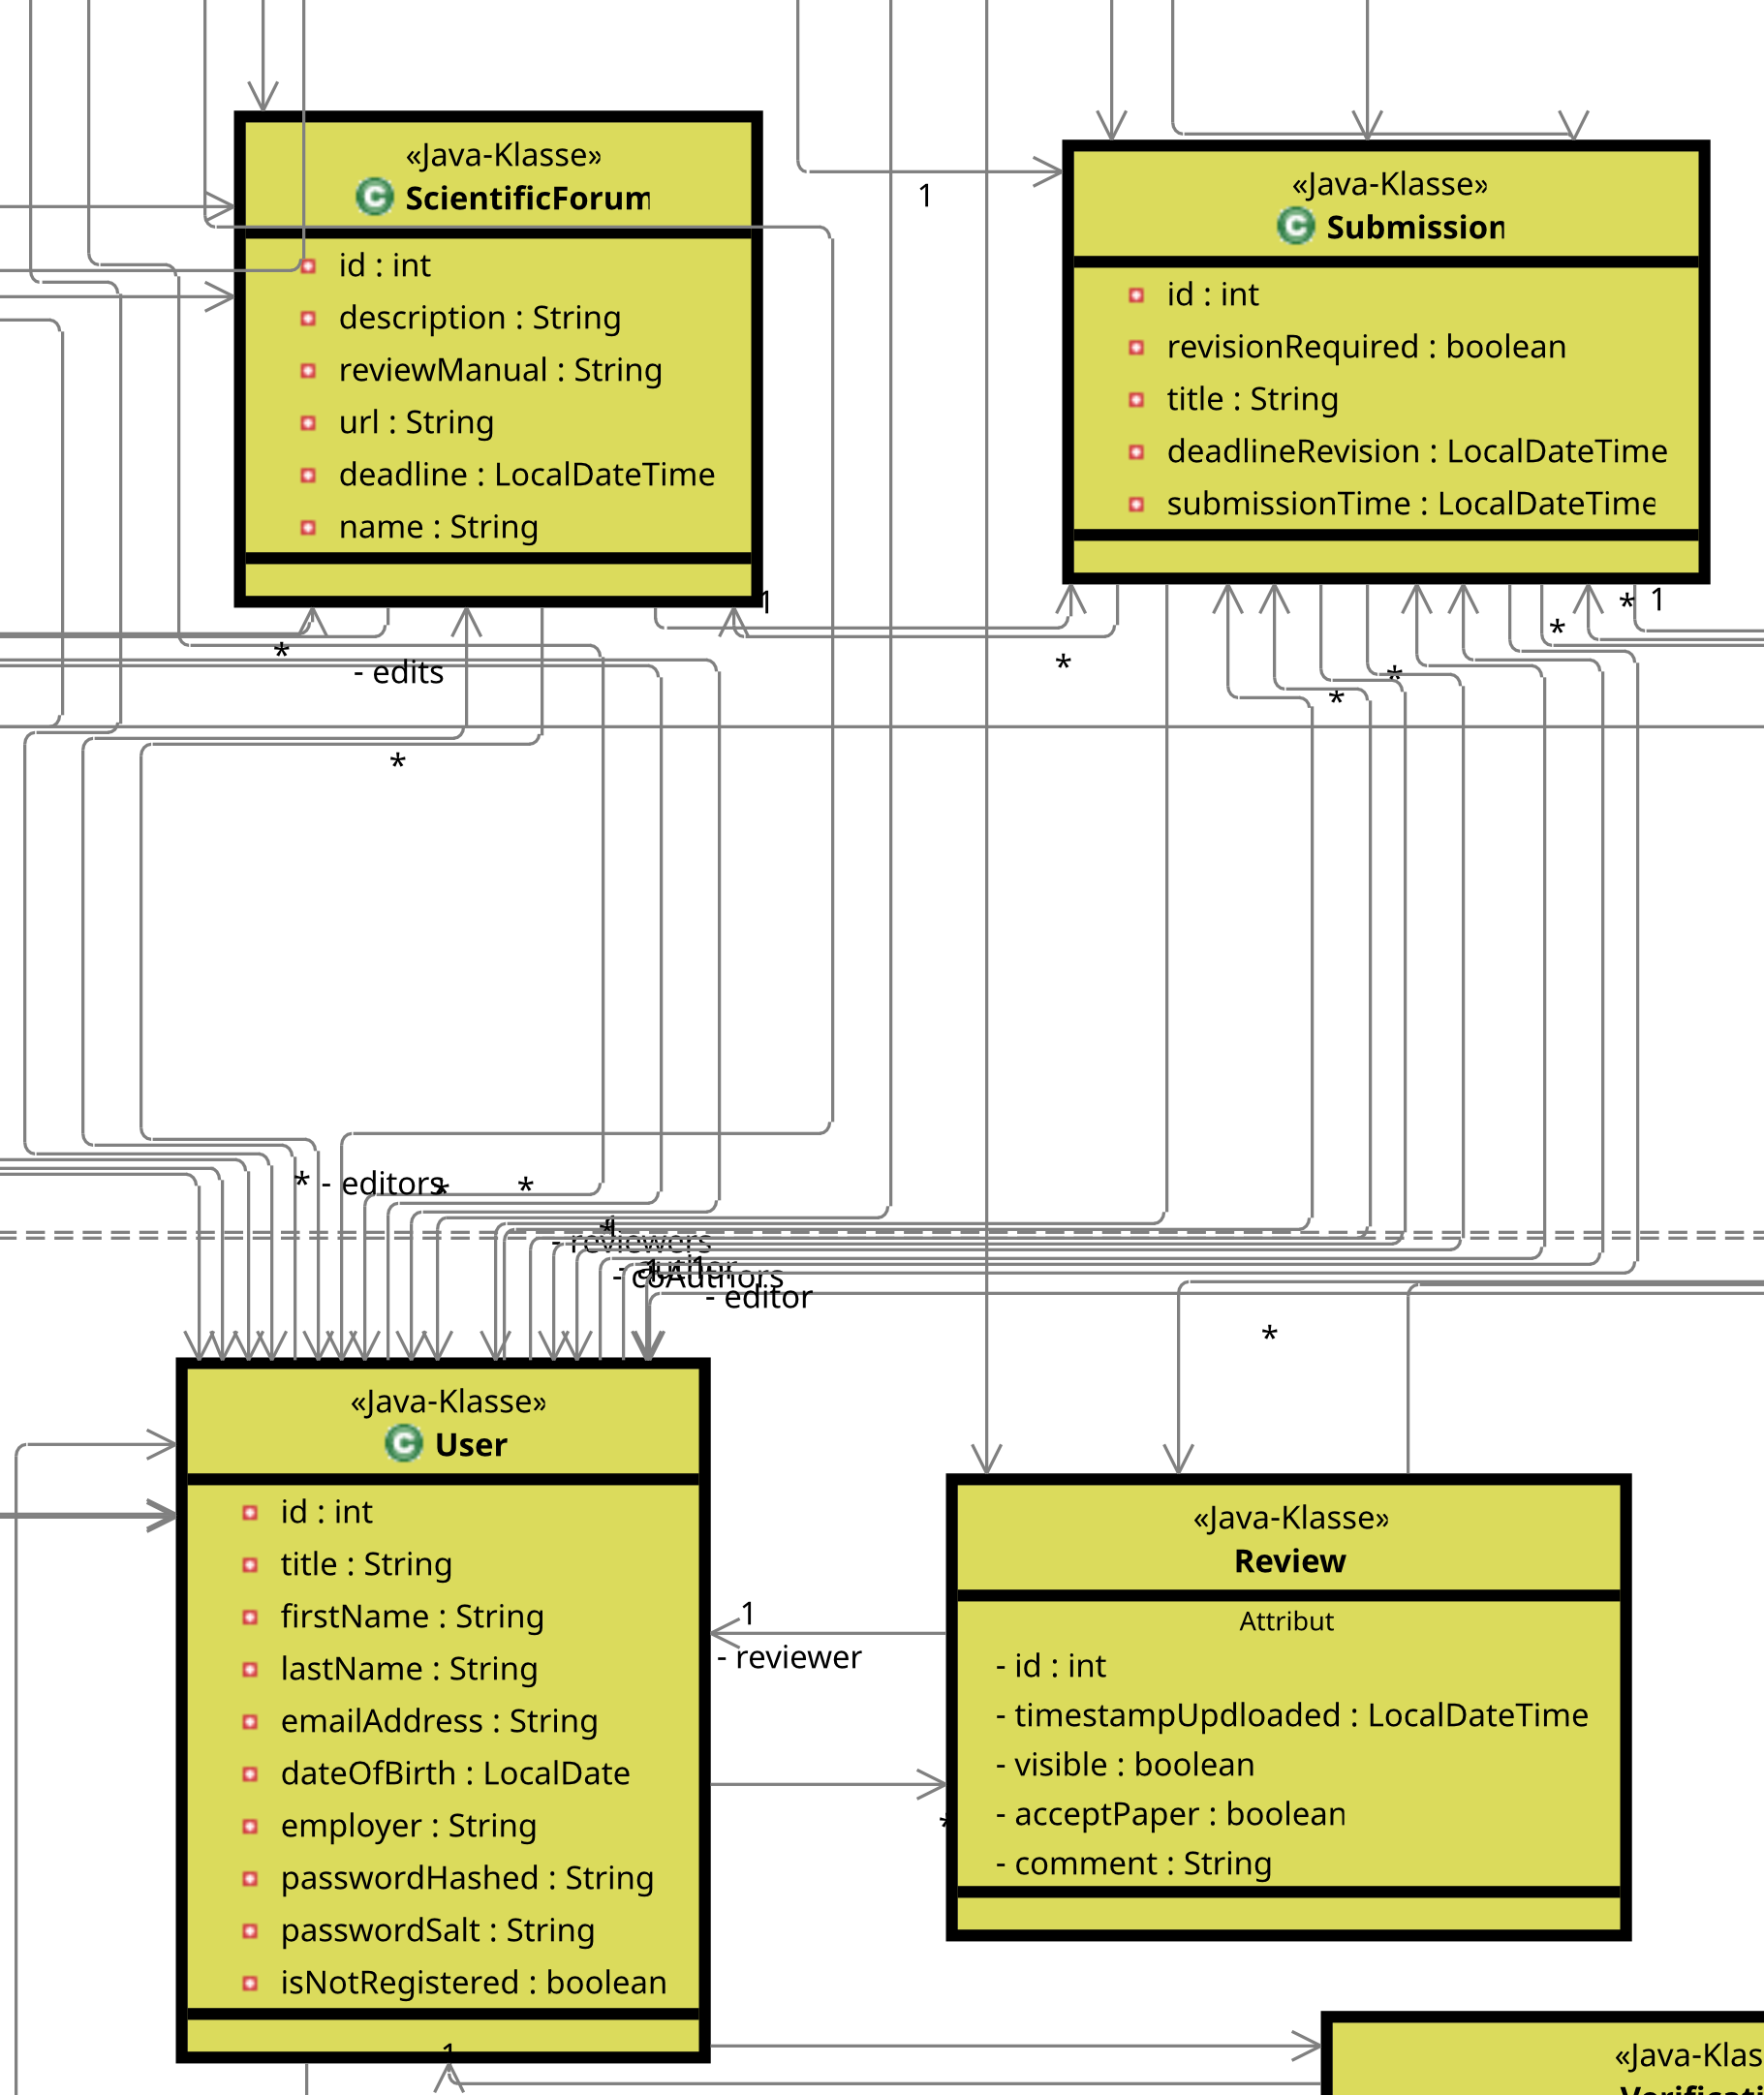 «Java-Klasse»
ScientificForum
id : int
description : String
reviewManual : String
url : String
deadline : LocalDateTime
name : String
1
«Java-Klasse»
Submission
id : int
revisionRequired : boolean
title : String
deadlineRevision : LocalDateTime
submissionTime : LocalDateTime
1
* 1
*
*
- edits
*
*
*
*
* - editors
*
*
*
- reviewers
- author
- coAuthors
- editor
*
«Java-Klasse»
User
id : int
title : String
firstName : String
lastName : String
emailAddress : String
dateOfBirth : LocalDate
employer : String
passwordHashed : String
passwordSalt : String
isNotRegistered : boolean
1
1
- reviewer
*
«Java-Klasse»
Review
Attribut
- id : int
- timestampUpdloaded : LocalDateTime
- visible : boolean
- acceptPaper : boolean
- comment : String
«Java-Klas